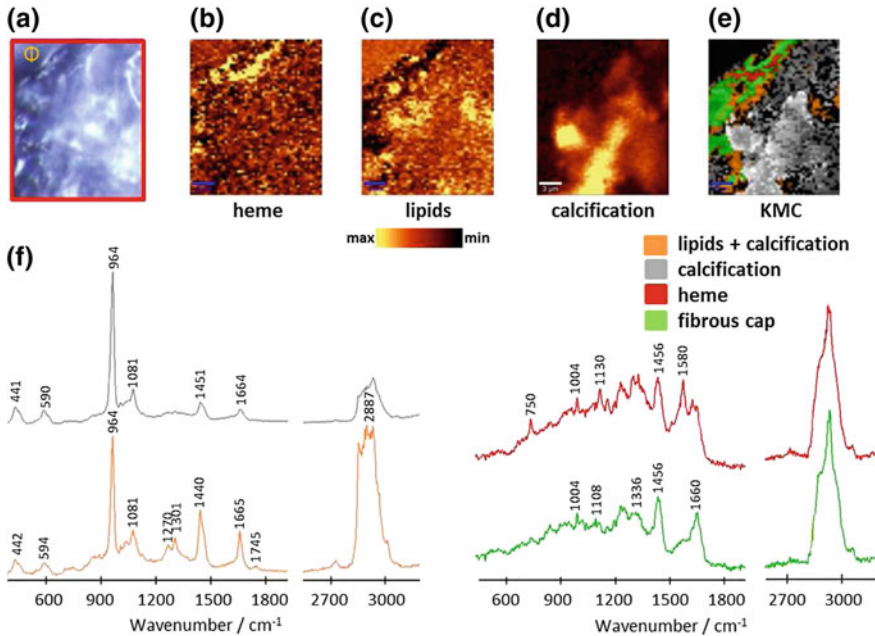 (a) (b) (c) (d) (e)
3 µm
heme lipids calcification KMC
max min
lipids + calcification
calcification
heme
fibrous cap
(f)
964
441 590 1081 1451 1664
2887
964
442 594 1081 1270 1301 1440 1665 1745
750 1004 1130 1456 1580
1004 1108 1336 1456 1660
600 900 1200 1500 1800 2700 3000 600 900 1200 1500 1800 2700 3000
Wavenumber / cm-1 Wavenumber / cm-1